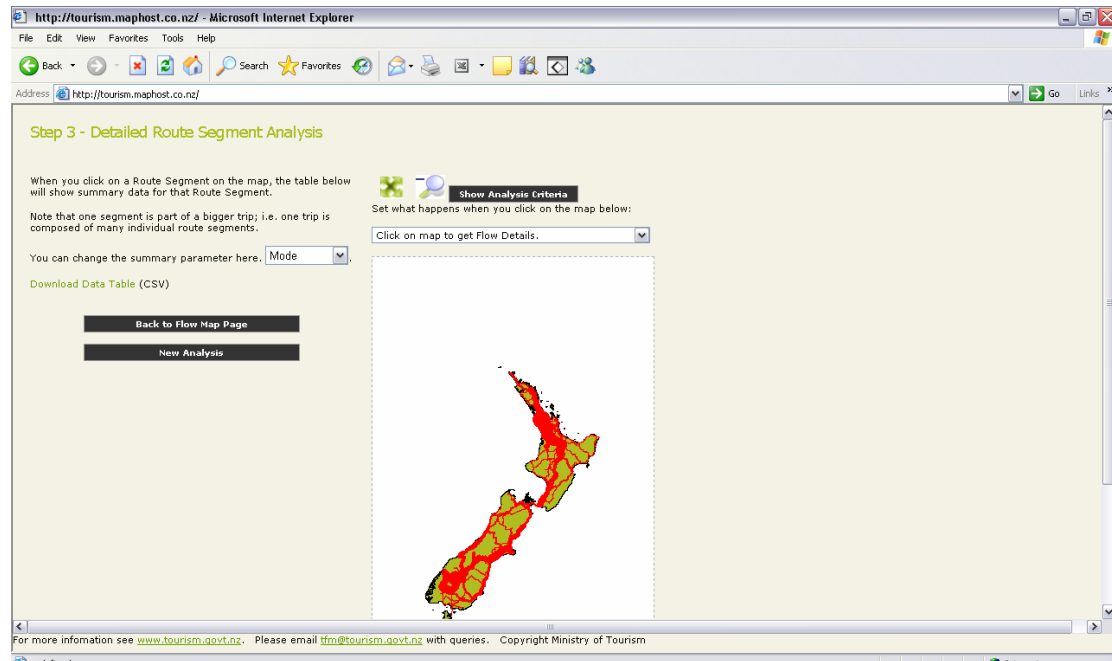 http://tourism.maphost.co.nz/ - Microsoft Internet Explorer
File Edit View Favorites Tools Help
Back Search Favorites
Address http://tourism.maphost.co.nz/ Go Links »
Step 3 - Detailed Route Segment Analysis
When you click on a Route Segment on the map, the table below
will show summary data for that Route Segment.
Note that one segment is part of a bigger trip; i.e. one trip is
composed of many individual route segments.
You can change the summary parameter here. Mode .
Download Data Table (CSV)
Back to Flow Map Page
New Analysis
Show Analysis Criteria
Set what happens when you click on the map below:
Click on map to get Flow Details.
For more infomation see www.tourism.govt.nz. Please email tfm@tourism.govt.nz with queries. Copyright Ministry of Tourism